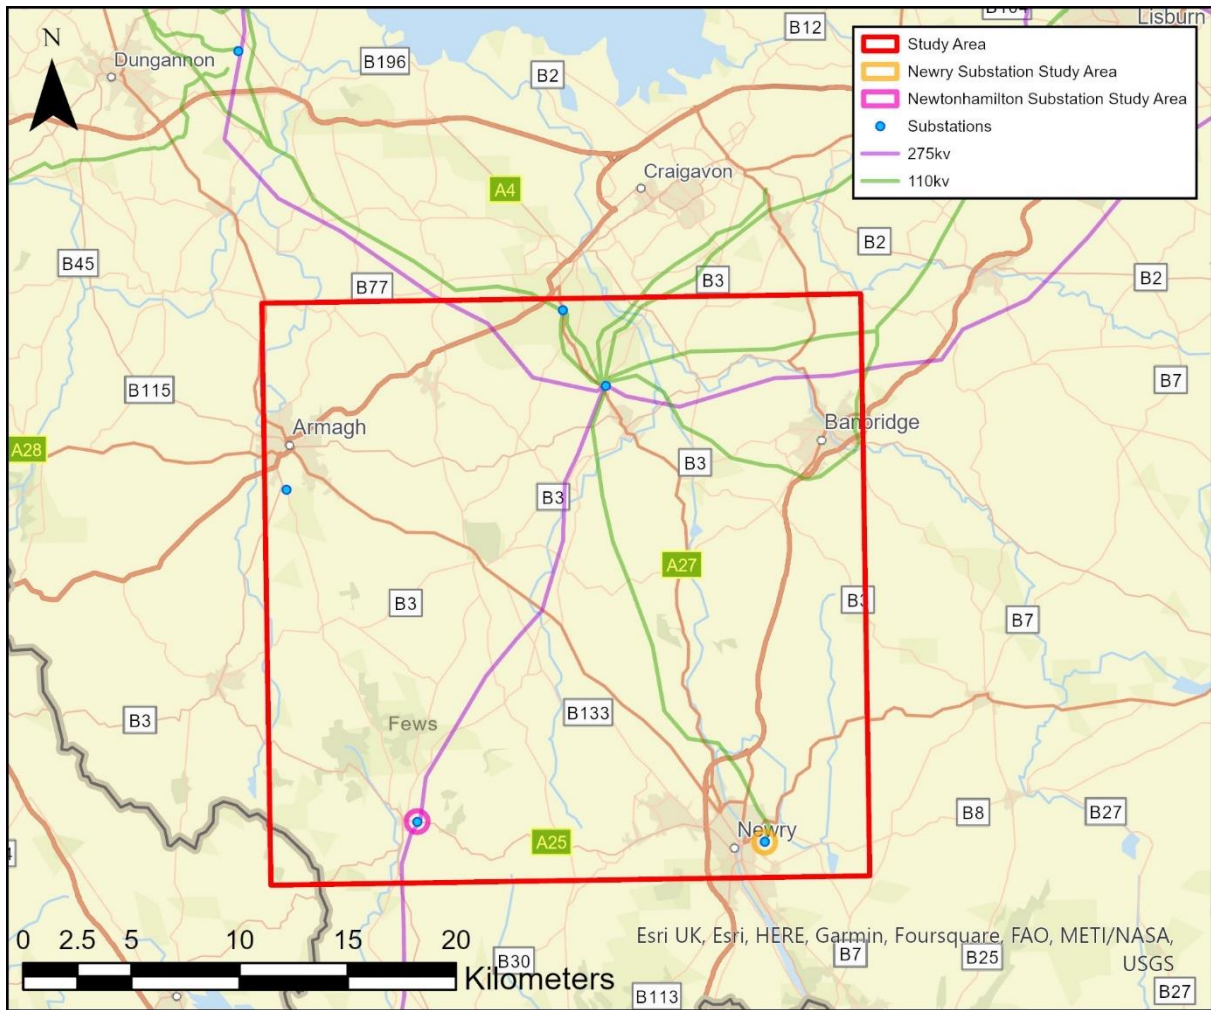 B104
Lisburn
B12
N
Dungannon
B196
B2
Study Area
Newry Substation Study Area
Newtonhamilton Substation Study Area
Substations
275kv
110kv
Craigavon
A4
B2
B45
B77
B3
B2
B115
B7
Armagh
Banbridge
A28
B3
B3
A27
B3
B3
B7
B3
Fews
B133
B8
B27
A25
Newry
0 2.5 5 10 15 20
Kilometers
Esri UK, Esri, HERE, Garmin, Foursquare, FAO, METI/NASA,
USGS
B30
B7
B25
B113
B27